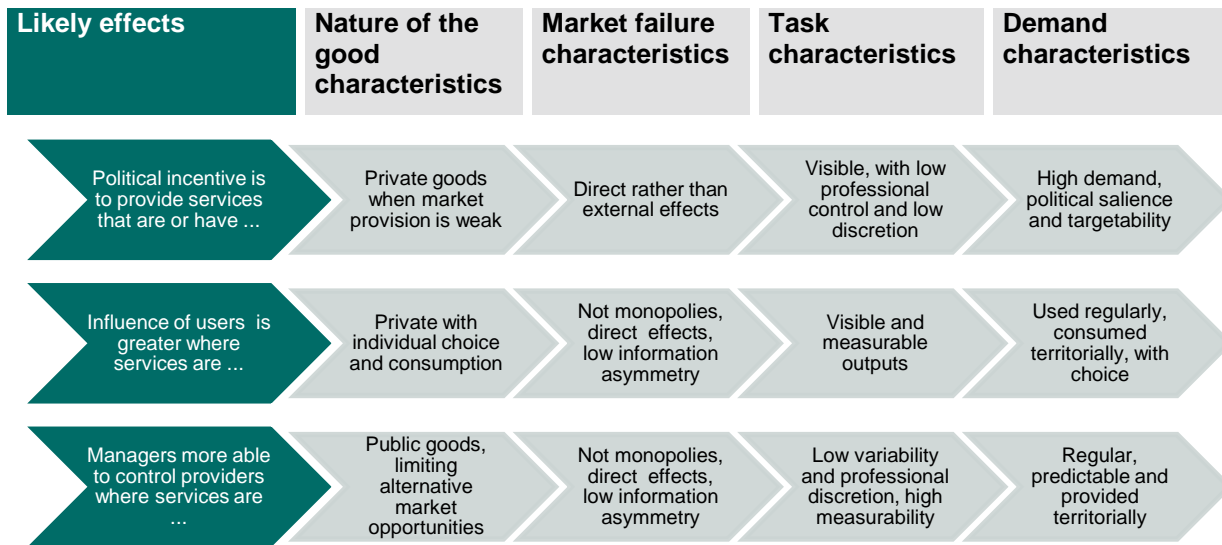 Likely effects
Nature of the
good
characteristics
Market failure
characteristics
Task
characteristics
Demand
characteristics
Political incentive is
to provide services
that are or have ...
Private goods
when market
provision is weak
Direct rather than
external effects
Visible, with low
professional
control and low
discretion
High demand,
political salience
and targetability
Influence of users is
greater where
services are ...
Private with
individual choice
and consumption
Not monopolies,
direct effects,
low information
asymmetry
Visible and
measurable
outputs
Used regularly,
consumed
territorially, with
choice
Managers more able
to control providers
where services are
...
Public goods,
limiting
alternative
market
opportunities
Not monopolies,
direct effects,
low information
asymmetry
Low variability
and professional
discretion, high
measurability
Regular,
predictable and
provided
territorially